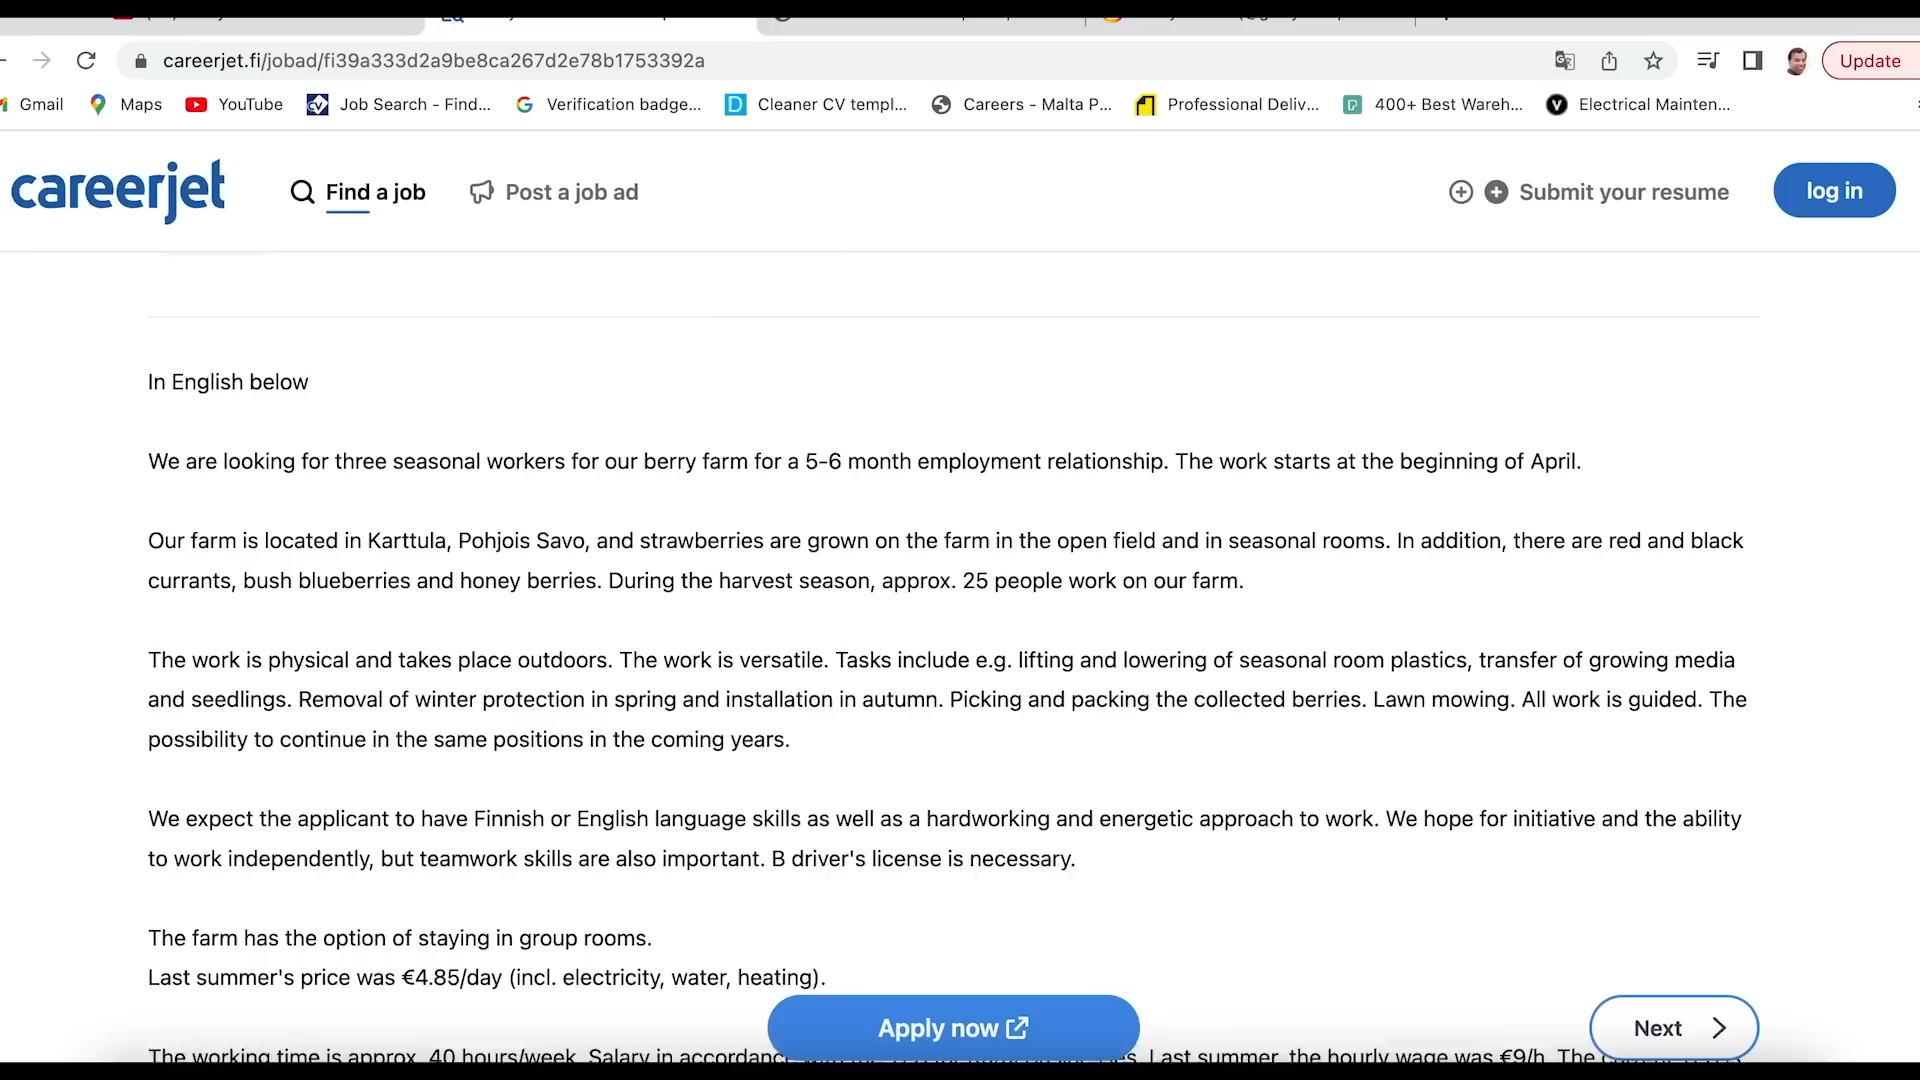 careerjet.fi/jobad/fi39a333d2a9be8ca267d2e78b1753392a
Update
Gmail Maps YouTube Job Search - Find... Verification badge... Cleaner CV templ... Careers - Malta P... Professional Deliv... 400+ Best Wareh... Electrical Mainten...
careerjet Find a job Post a job ad Submit your resume log in
In English below
We are looking for three seasonal workers for our berry farm for a 5-6 month employment relationship. The work starts at the beginning of April.
Our farm is located in Karttula, Pohjois Savo, and strawberries are grown on the farm in the open field and in seasonal rooms. In addition, there are red and black
currants, bush blueberries and honey berries. During the harvest season, approx. 25 people work on our farm.
The work is physical and takes place outdoors. The work is versatile. Tasks include e.g. lifting and lowering of seasonal room plastics, transfer of growing media
and seedlings. Removal of winter protection in spring and installation in autumn. Picking and packing the collected berries. Lawn mowing. All work is guided. The
possibility to continue in the same positions in the coming years.
We expect the applicant to have Finnish or English language skills as well as a hardworking and energetic approach to work. We hope for initiative and the ability
to work independently, but teamwork skills are also important. B driver's license is necessary.
The farm has the option of staying in group rooms.
Last summer's price was €4.85/day (incl. electricity, water, heating).
Apply now Next
The working time is approx. 40 hours/week. Salary in accordance Last summer, the hourly wage was €9/h. The